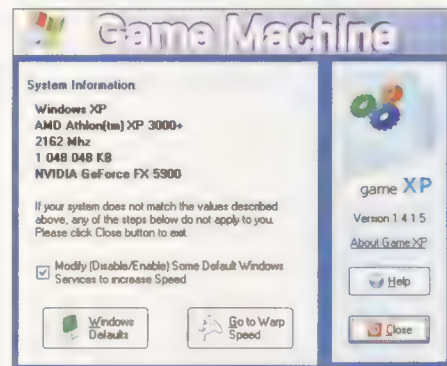 Game Machine
System Information
Windows XP
AMD Athlon(tm) XP 3000+
2162 Mhz
1 048 048 KB
NVIDIA GeForce FX 5900
If your system does not match the values described
above, any of the steps below do not apply to you.
Please click Close button to exit.
Modify (Disable/Enable) Some Default Windows
Services to increase Speed
Windows
Defaults
Go to Warp
Speed
game XP
Version 1 4 1 5
About Game XP
Help
Close